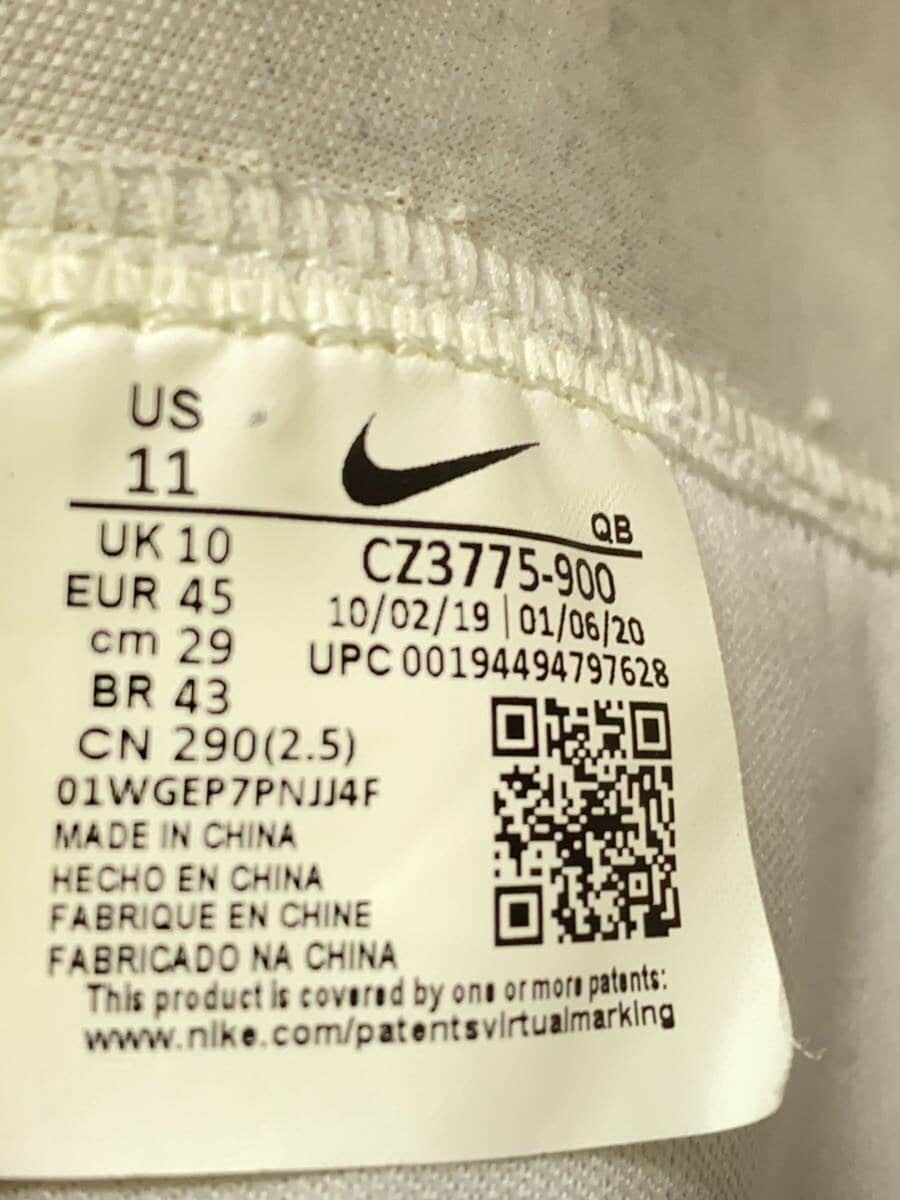 US
11
QB
UK 10
CZ3775-900
EUR 45
10/02/19 | 01/06/20
cm 29
UPC 00194494797628
BR 43
CN 290(2.5)
01WGEP7PNJJ4F
MADE IN CHINA
HECHO EN CHINA
FABRIQUE EN CHINE
FABRICADO NA CHINA
This product is covered by one or more patents:
www.nike.com/patentsvirtualmarking